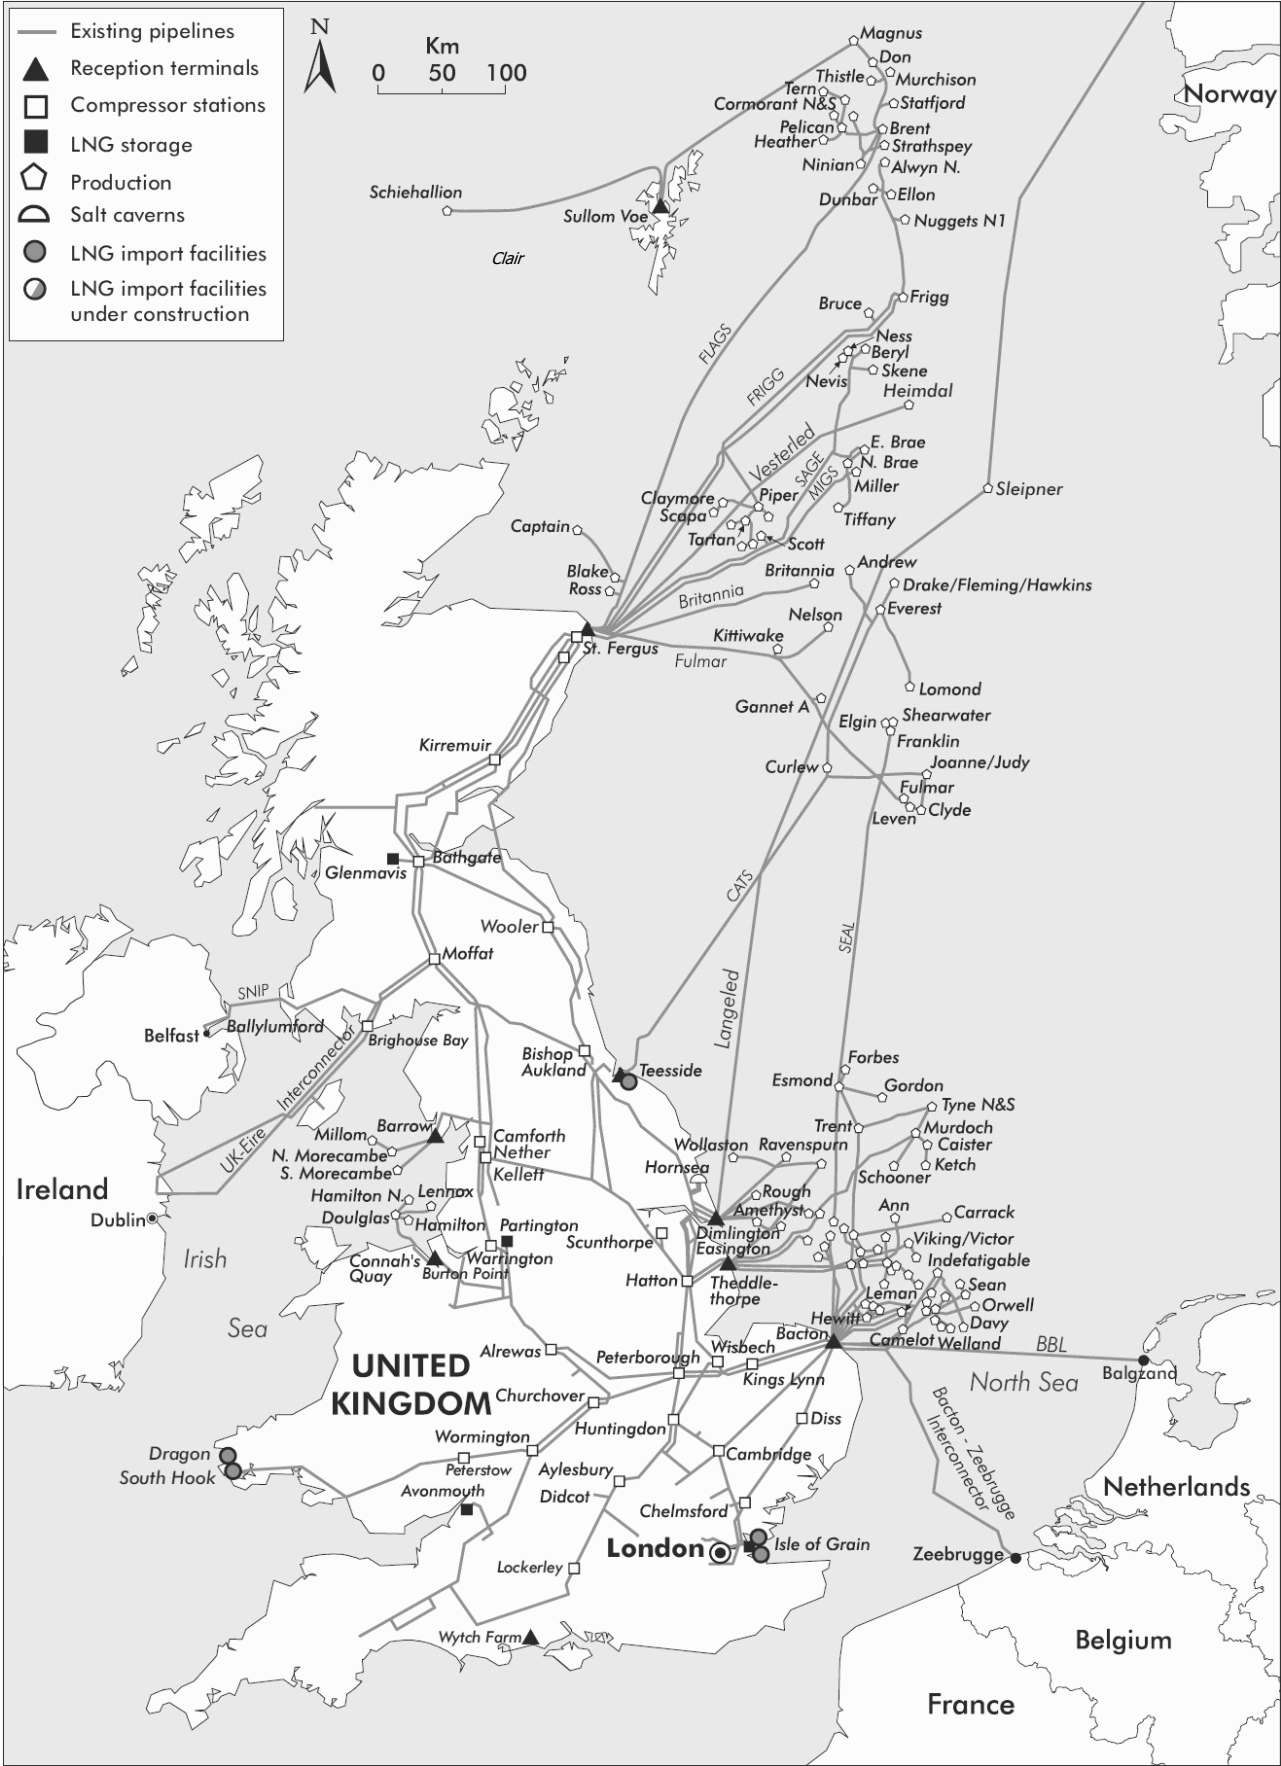 Existing pipelines
Reception terminals
Compressor stations
LNG storage
Production
Salt caverns
LNG import facilities
LNG import facilities
under construction
N
Km
0 50 100
Norway
Magnus
Don
Thistle
Murchison
Tern
Cormorant N&S
Statfjord
Pelican
Brent
Heather
Strathspey
Ninian
Alwyn N.
Dunbar
Ellon
Nuggets N1
Schiehallion
Sullom Voe
Clair
Bruce
Frigg
FLAGS
FRIGG
Ness
Beryl
Nevis
Skene
Heimdal
Vesterled
SAGE
MIGS
E. Brae
N. Brae
Miller
Tiffany
Sleipner
Claymore
Piper
Scapa
Tartan
Scott
Captain
Blake
Ross
Britannia
Britannia
Andrew
Drake/Fleming/Hawkins
Everest
Nelson
Kittiwake
St. Fergus
Fulmar
Lomond
Gannet A
Elgin
Shearwater
Franklin
Kirremuir
Curlew
Joanne/Judy
Fulmar
Leven
Clyde
Glenmavis
Bathgate
CATS
Wooler
SEAL
Moffat
Langeled
SNIP
Belfast
Ballylumford
Brighouse Bay
Interconnector
UK-Eire
Bishop
Aukland
Teesside
Forbes
Esmond
Gordon
Tyne N&S
Trent
Murdoch
Caister
Ketch
Schooner
Millom
Barrow
N. Morecambe
S. Morecambe
Camforth
Nether
Kellett
Wollaston
Ravenspurn
Hornsea
Rough
Amethyst
Ireland
Dublin
Hamilton N.
Lennox
Doulglas
Hamilton
Partington
Scunthorpe
Dimlington
Easington
Ann
Carrack
Viking/Victor
Indefatigable
Irish
Sea
Connah's
Quay
Burton Point
Warrington
Hatton
Theddle-
thorpe
Leman
Sean
Orwell
Davy
Hewitt
Bacton
Camelot
Welland
BBL
Balgzand
North Sea
Alrewas
Peterborough
Wisbech
Kings Lynn
UNITED
KINGDOM
Churchover
Huntingdon
Diss
Bacton - Zeebrugge
Interconnector
Dragon
South Hook
Wormington
Peterstow
Cambridge
Aylesbury
Didcot
Avonmouth
Chelmsford
Netherlands
London
Isle of Grain
Zeebrugge
Lockerley
Wytch Farm
Belgium
France